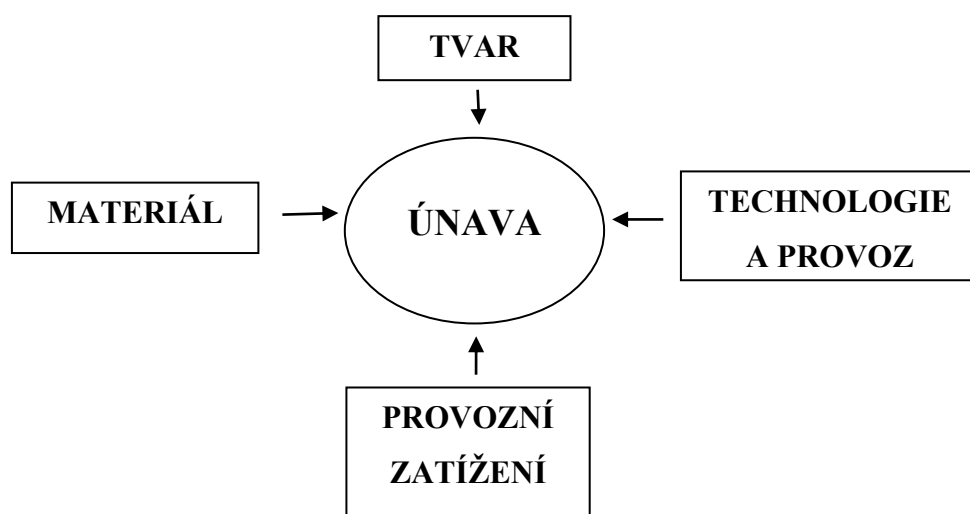 TVAR
MATERIÁL
ÚNAVA
TECHNOLOGIE
A PROVOZ
PROVOZNÍ
ZATÍŽENÍ